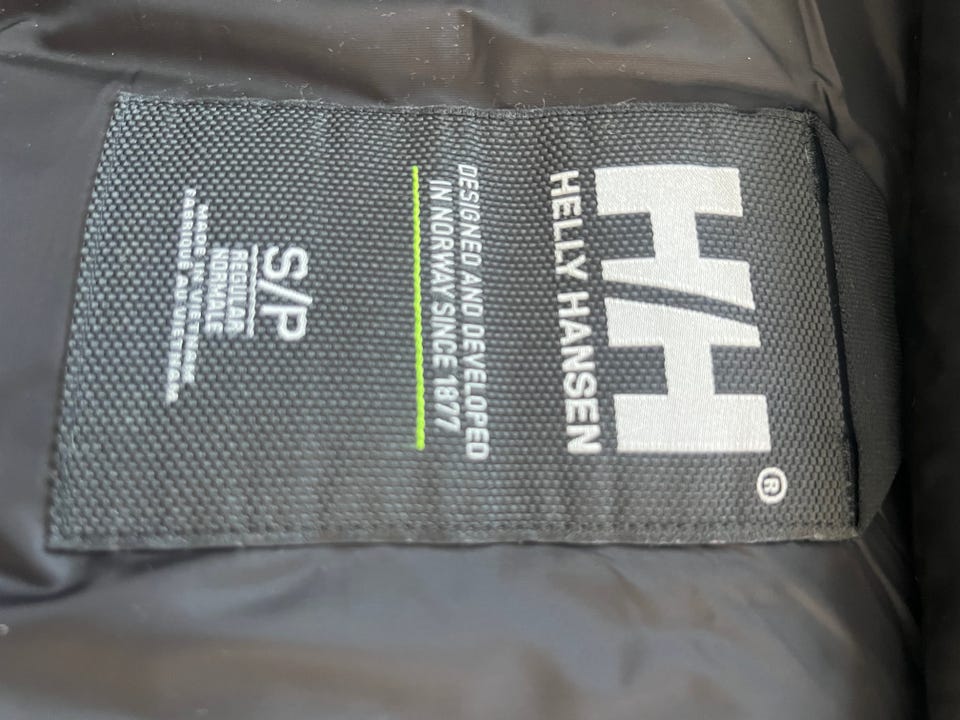 HH®
HELLY HANSEN
DESIGNED AND DEVELOPED
IN NORWAY SINCE 1877
S/P
REGULAR
NORMALE
MADE IN VIETNAM
FABRIQUÉ AU VIETNAM